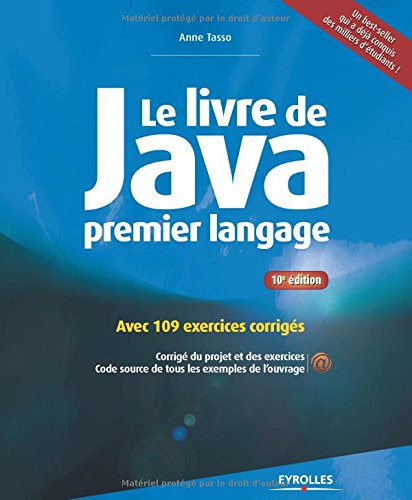 Matériel protégé par le droit d'auteur
Anne Tasso
Un best-seller
qui a déjà conquis
des milliers d'étudiants !
Le livre de
Java
premier langage
10e édition
Avec 109 exercices corrigés
Corrigé du projet et des exercices
Code source de tous les exemples de l'ouvrage
@
EYROLLES
Matériel protégé par le droit d'auteur